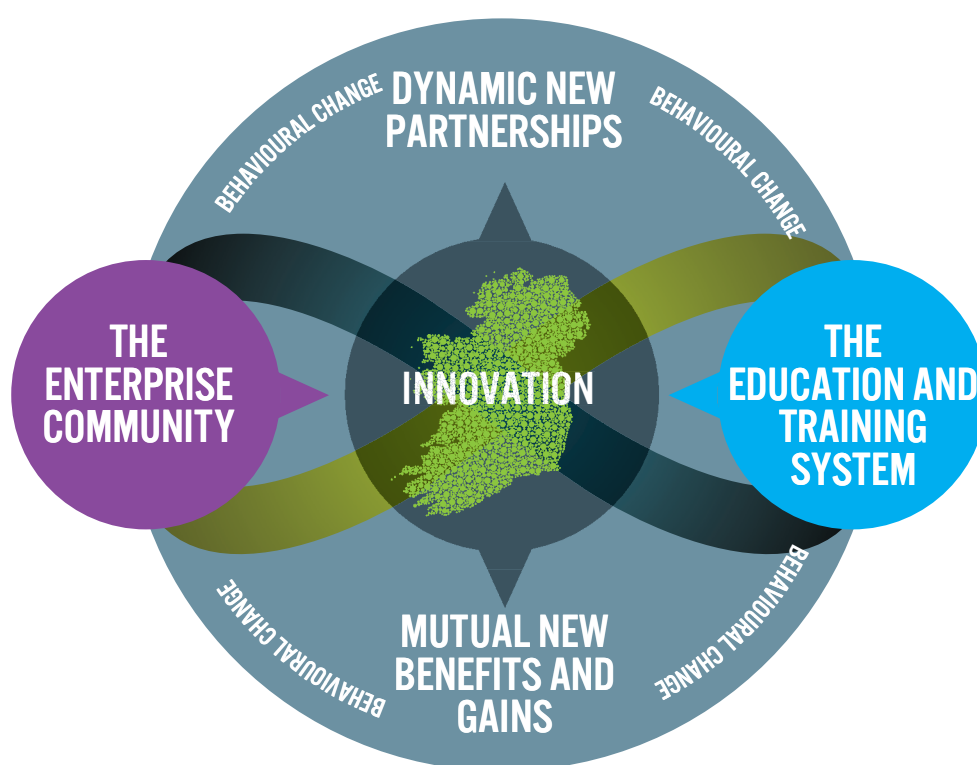 BEHAVIOURAL CHANGE
DYNAMIC NEW
PARTNERSHIPS
BEHAVIOURAL CHANGE
THE
ENTERPRISE
COMMUNITY
INNOVATION
THE
EDUCATION AND
TRAINING
SYSTEM
BEHAVIOURAL CHANGE
MUTUAL NEW
BENEFITS AND
GAINS
BEHAVIOURAL CHANGE